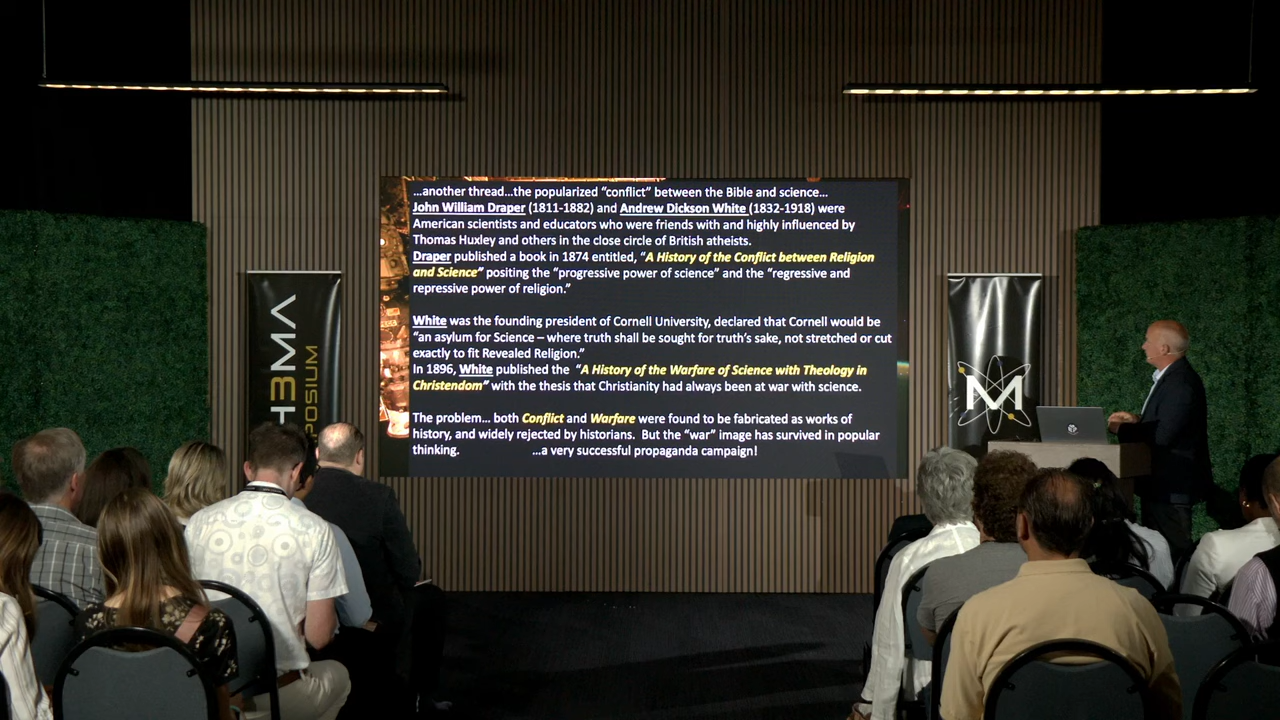 ...another thread...the popularized “conflict” between the Bible and science...
John William Draper (1811-1882) and Andrew Dickson White (1832-1918) were
American scientists and educators who were friends with and highly influenced by
Thomas Huxley and others in the close circle of British atheists.
Draper published a book in 1874 entitled, “A History of the Conflict between Religion
and Science” positing the “progressive power of science” and the “regressive and
repressive power of religion.”
White was the founding president of Cornell University, declared that Cornell would be
“an asylum for Science – where truth shall be sought for truth’s sake, not stretched or cut
exactly to fit Revealed Religion.”
In 1896, White published the “A History of the Warfare of Science with Theology in
Christendom” with the thesis that Christianity had always been at war with science.
The problem... both Conflict and Warfare were found to be fabricated as works of
history, and widely rejected by historians. But the “war” image has survived in popular
thinking. ...a very successful propaganda campaign!
H3MA
POSIUM
M